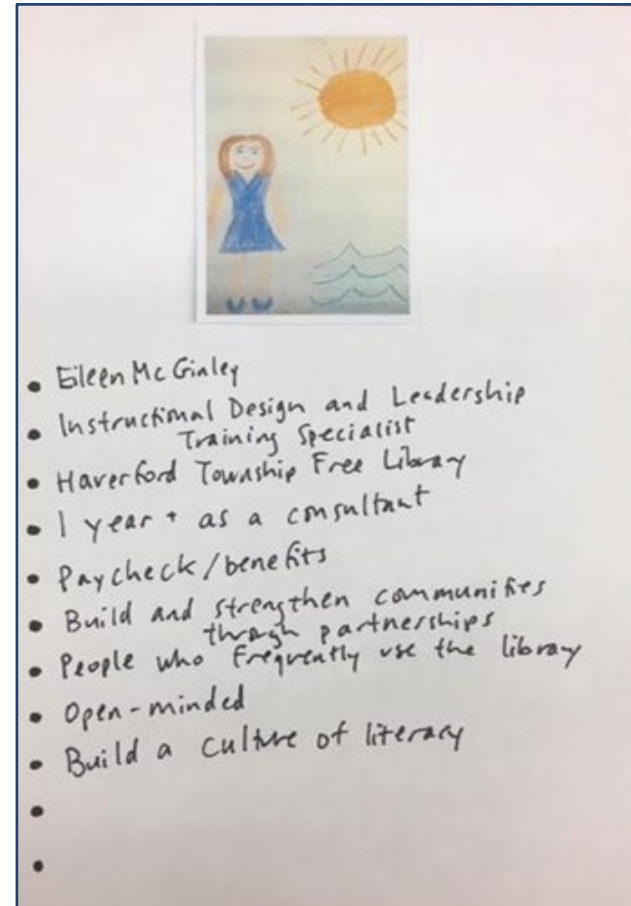 • Eileen McGinley
• Instructional Design and Leadership
Training Specialist
• Haverford Township Free Library
• 1 year + as a consultant
• Paycheck/benefits
• Build and strengthen communities
through partnerships
• People who frequently use the library
• Open-minded
• Build a culture of literacy
•
•